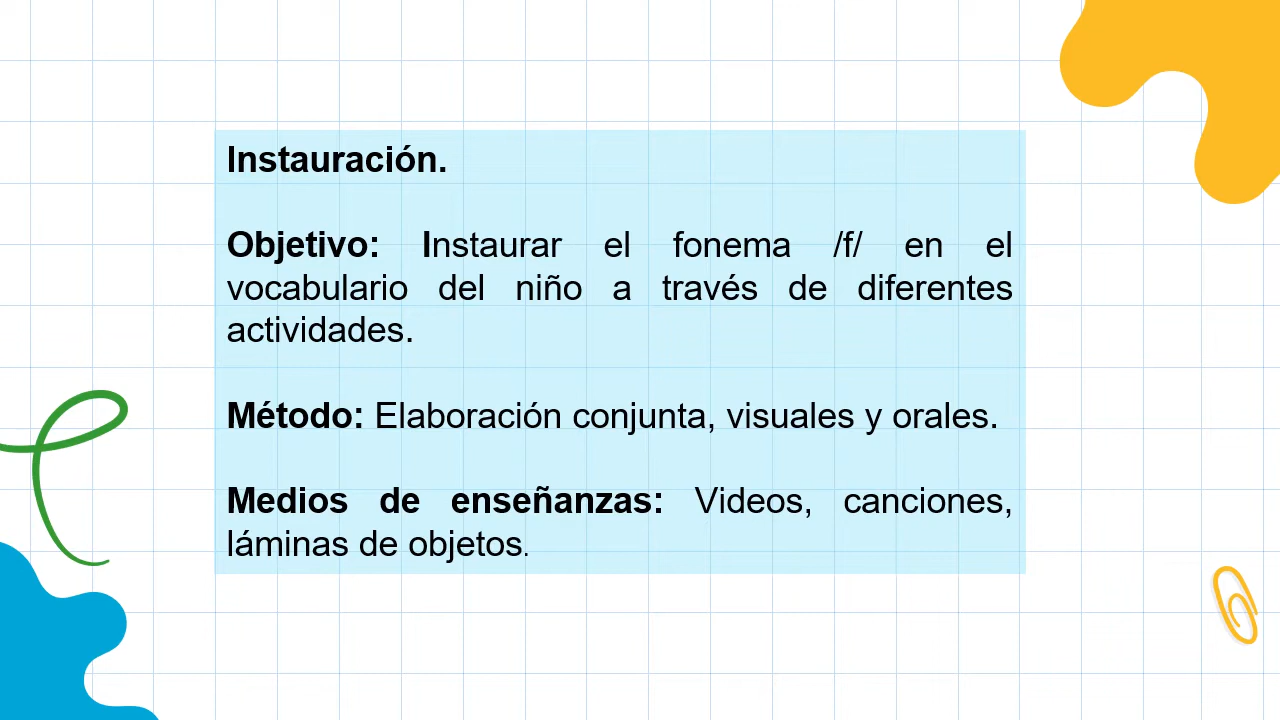 Instauración.
Objetivo: Instaurar el fonema /f/ en el
vocabulario del niño a través de diferentes
actividades.
Método: Elaboración conjunta, visuales y orales.
Medios de enseñanzas: Videos, canciones,
láminas de objetos.